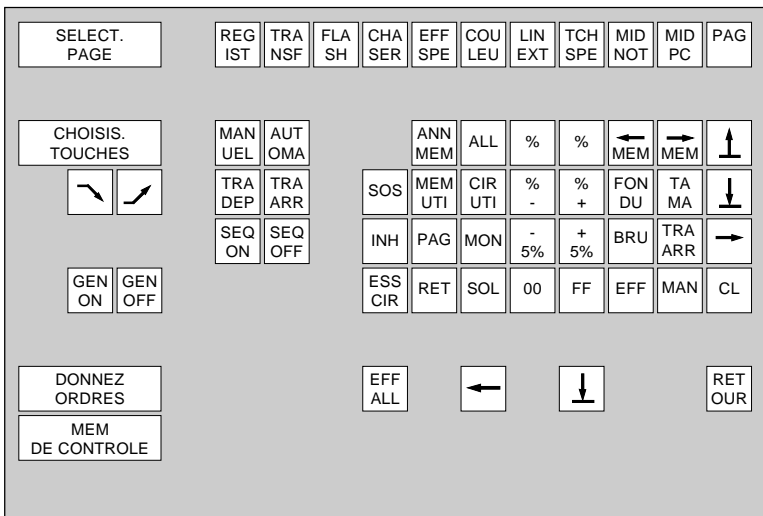 SELECT. REG TRA FLA CHA EFF COU LIN TCH MID MID PAG
PAGE IST NSF SH SER SPE LEU EXT SPE NOT PC
CHOISIS. MAN AUT ANN ALL % %
TOUCHES UEL OMA MEM MEM MEM
TRA TRA SOS MEM CIR % % FON TA
DEP ARR UTI UTI - + DU MA
SEQ SEQ INH PAG MON - + BRU TRA
ON OFF 5% 5% ARR
GEN GEN ESS RET SOL 00 FF EFF MAN CL
ON OFF CIR
DONNEZ EFF RET
ORDRES ALL OUR
MEM
DE CONTROLE